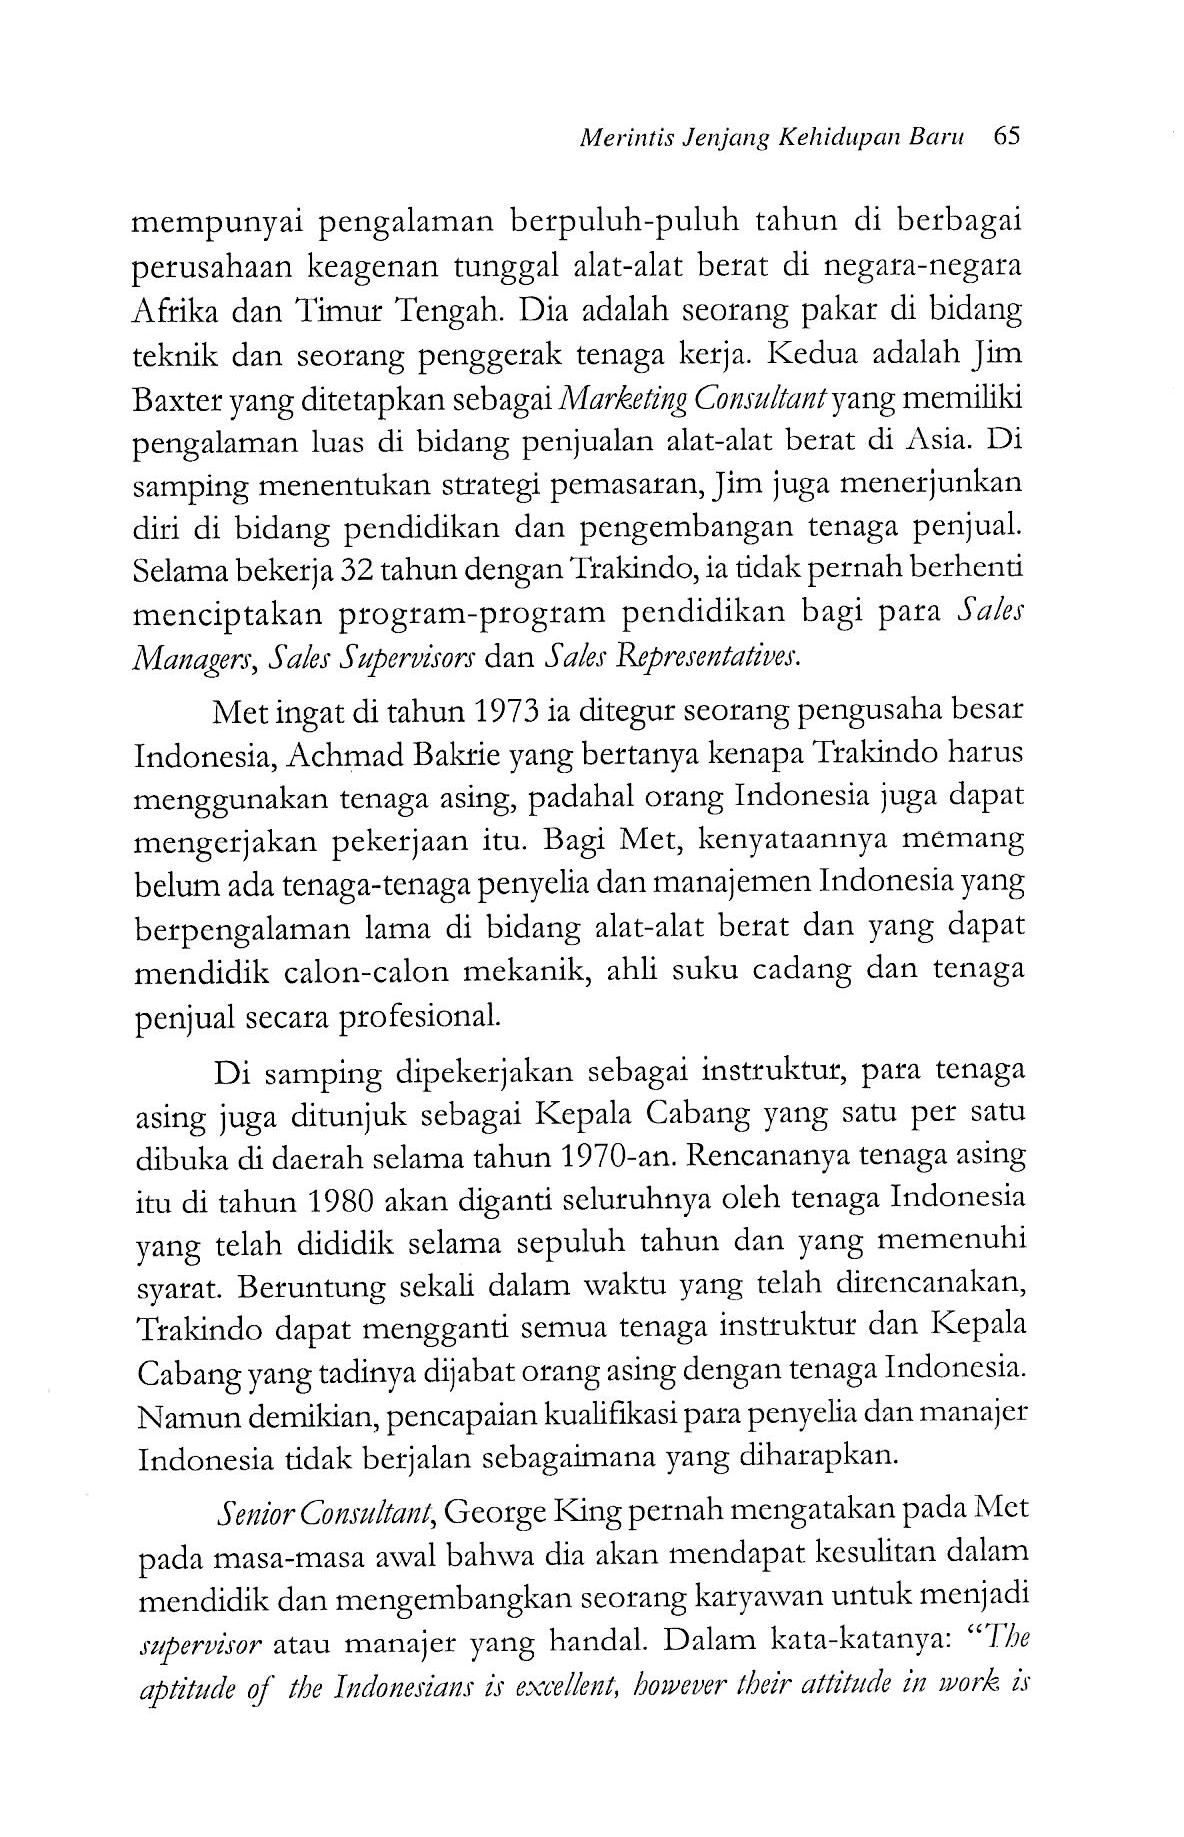 Merintis Jenjang Kehidupan Baru 65
mempunyai pengalaman berpuluh-puluh tahun di berbagai
perusahaan keagenan tunggal alat-alat berat di negara-negara
Afrika dan Timur Tengah. Dia adalah seorang pakar di bidang
teknik dan seorang penggerak tenaga kerja. Kedua adalah Jim
Baxter yang ditetapkan sebagai Marketing Consultant yang memiliki
pengalaman luas di bidang penjualan alat-alat berat di Asia. Di
samping menentukan strategi pemasaran, Jim juga menerjunkan
diri di bidang pendidikan dan pengembangan tenaga penjual.
Selama bekerja 32 tahun dengan Trakindo, ia tidak pernah berhenti
menciptakan program-program pendidikan bagi para Sales
Managers, Sales Supervisors dan Sales Representatives.
Met ingat di tahun 1973 ia ditegur seorang pengusaha besar
Indonesia, Achmad Bakrie yang bertanya kenapa Trakindo harus
menggunakan tenaga asing, padahal orang Indonesia juga dapat
mengerjakan pekerjaan itu. Bagi Met, kenyataannya memang
belum ada tenaga-tenaga penyelia dan manajemen Indonesia yang
berpengalaman lama di bidang alat-alat berat dan yang dapat
mendidik calon-calon mekanik, ahli suku cadang dan tenaga
penjual secara profesional.
Di samping dipekerjakan sebagai instruktur, para tenaga
asing juga ditunjuk sebagai Kepala Cabang yang satu per satu
dibuka di daerah selama tahun 1970-an. Rencananya tenaga asing
itu di tahun 1980 akan diganti seluruhnya oleh tenaga Indonesia
yang telah dididik selama sepuluh tahun dan yang memenuhi
syarat. Beruntung sekali dalam waktu yang telah direncanakan,
Trakindo dapat mengganti semua tenaga instruktur dan Kepala
Cabang yang tadinya dijabat orang asing dengan tenaga Indonesia.
Namun demikian, pencapaian kualifikasi para penyelia dan manajer
Indonesia tidak berjalan sebagaimana yang diharapkan.
Senior Consultant, George King pernah mengatakan pada Met
pada masa-masa awal bahwa dia akan mendapat kesulitan dalam
mendidik dan mengembangkan seorang karyawan untuk menjadi
supervisor atau manajer yang handal. Dalam kata-katanya: “The
aptitude of the Indonesians is excellent, however their attitude in work is